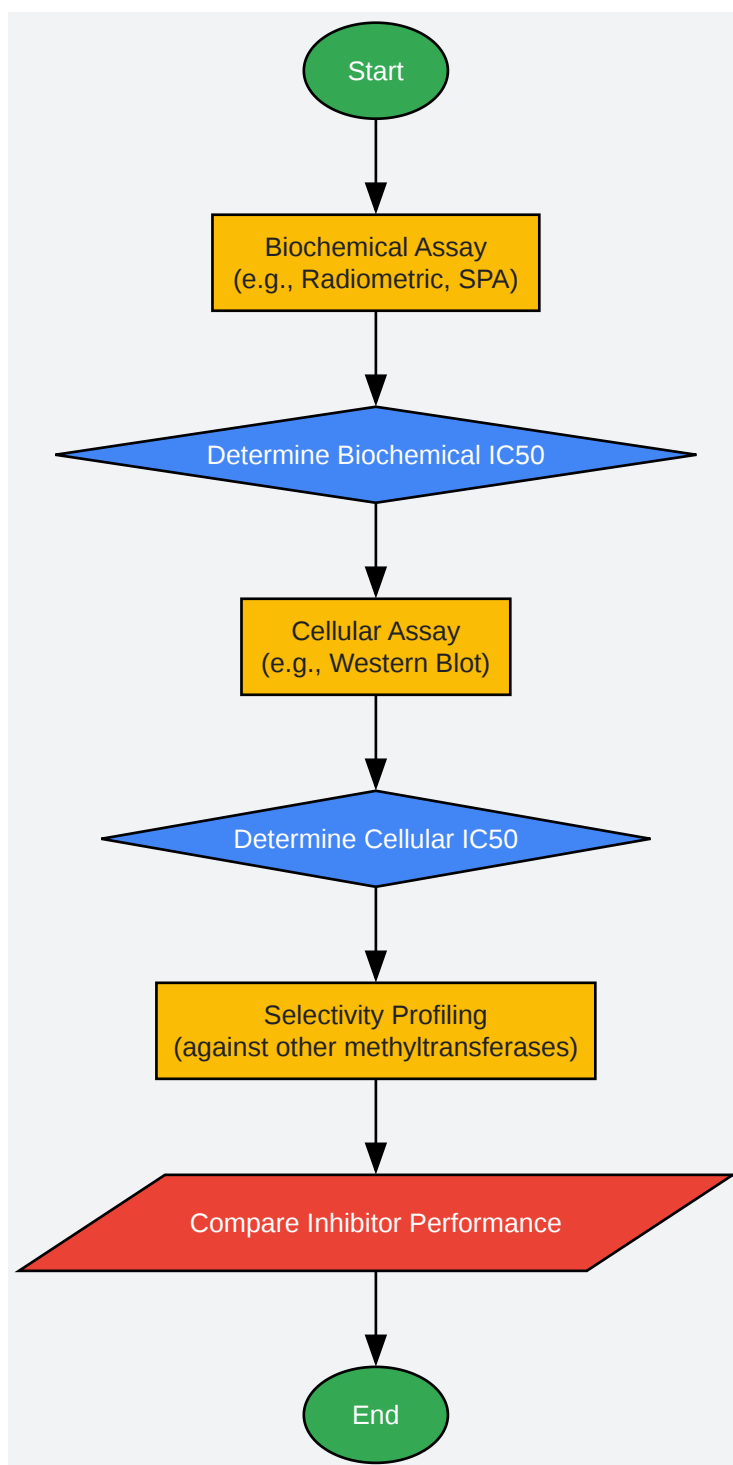 Start
Biochemical Assay
(e.g., Radiometric, SPA)
Determine Biochemical IC50
Cellular Assay
(e.g., Western Blot)
Determine Cellular IC50
Selectivity Profiling
(against other methyltransferases)
Compare Inhibitor Performance
End